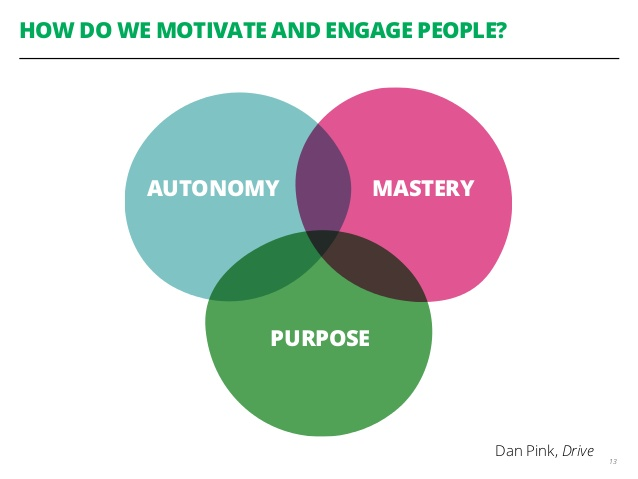 HOW DO WE MOTIVATE AND ENGAGE PEOPLE?
AUTONOMY
MASTERY
PURPOSE
Dan Pink, Drive
13